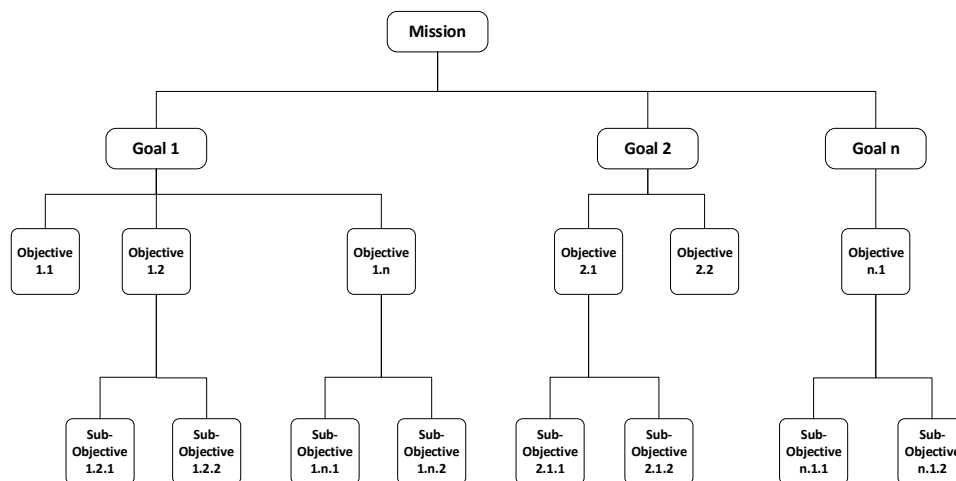 Mission
Goal 1
Goal 2
Goal n
Objective
1.1
Objective
1.2
Objective
1.n
Objective
2.1
Objective
2.2
Objective
n.1
Sub-
Objective
1.2.1
Sub-
Objective
1.2.2
Sub-
Objective
1.n.1
Sub-
Objective
1.n.2
Sub-
Objective
2.1.1
Sub-
Objective
2.1.2
Sub-
Objective
n.1.1
Sub-
Objective
n.1.2